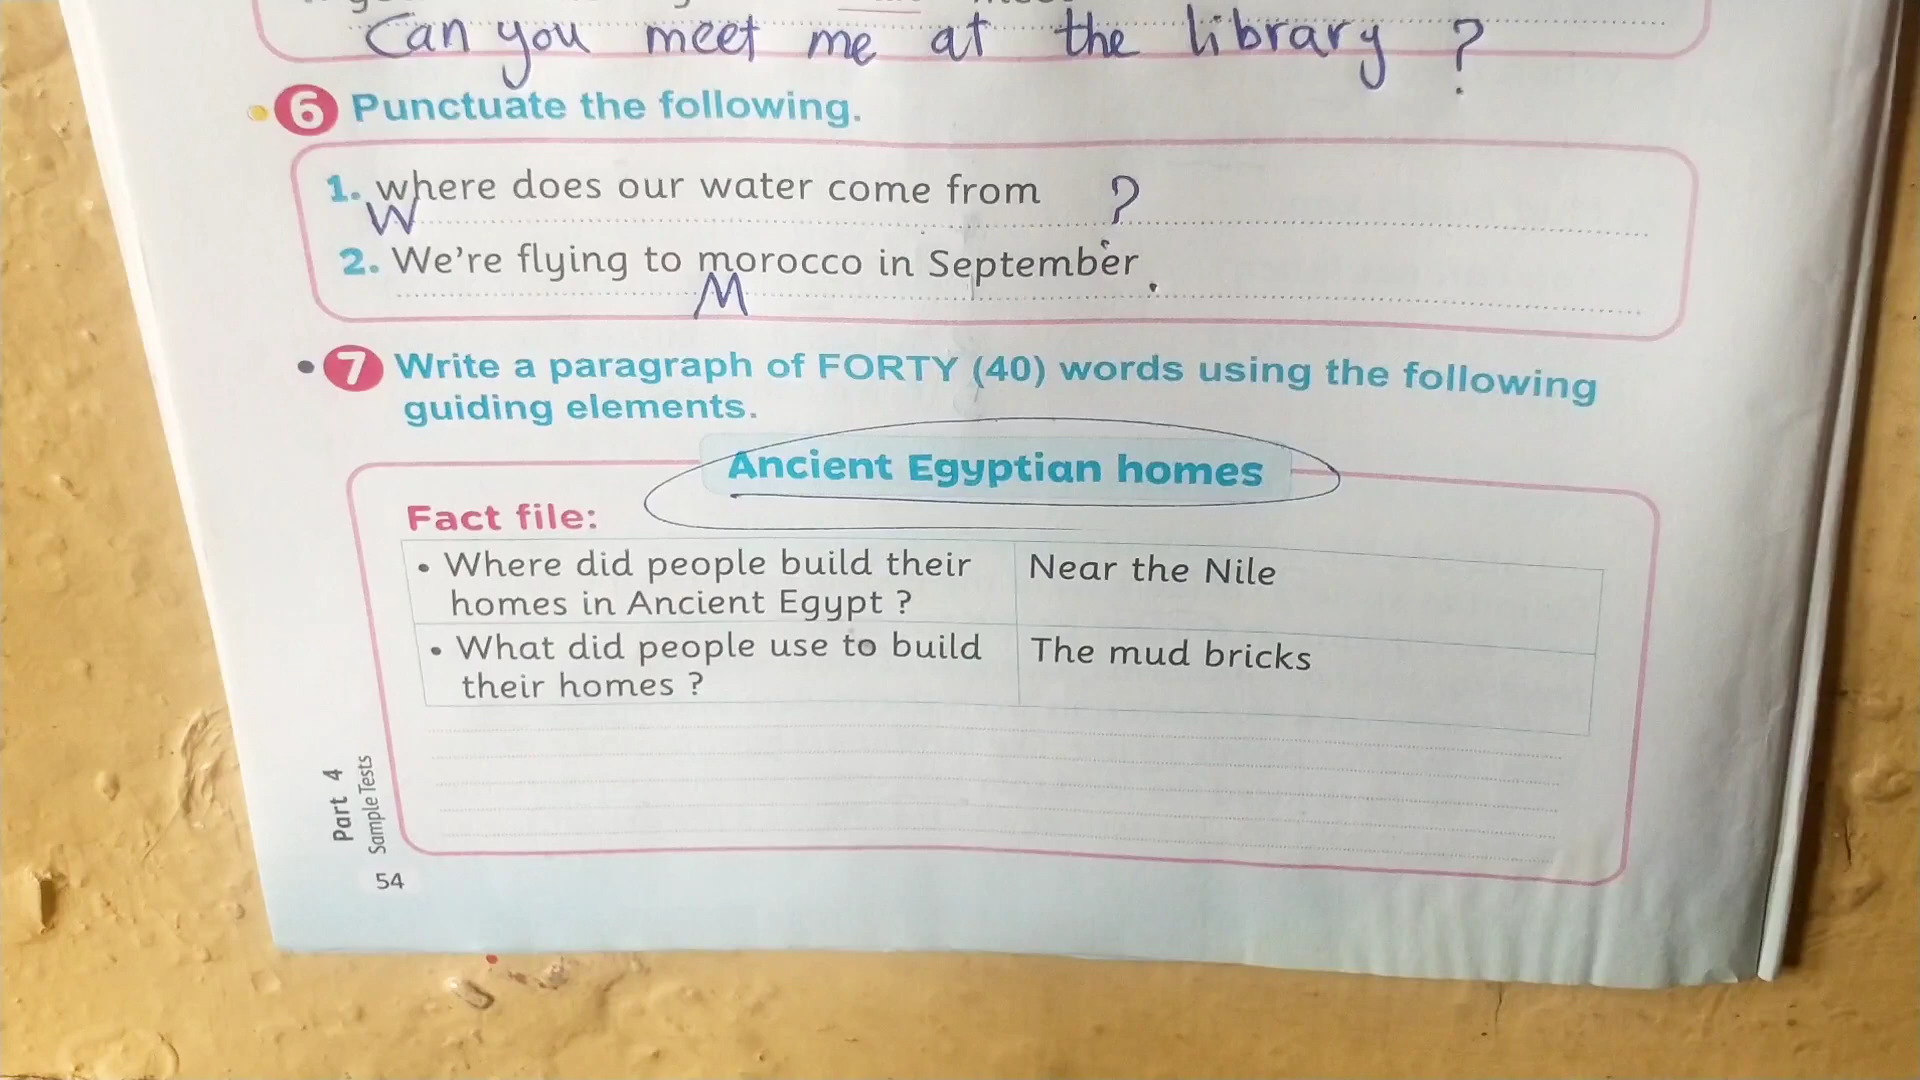 Can you meet me at the library ?
6 Punctuate the following.
1. where does our water come from ?
W
2. We're flying to morocco in September .
M
7 Write a paragraph of FORTY (40) words using the following
guiding elements.
Ancient Egyptian homes
Fact file:
• Where did people build their Near the Nile
homes in Ancient Egypt ?
• What did people use to build The mud bricks
their homes ?
Part 4
Sample Tests
54